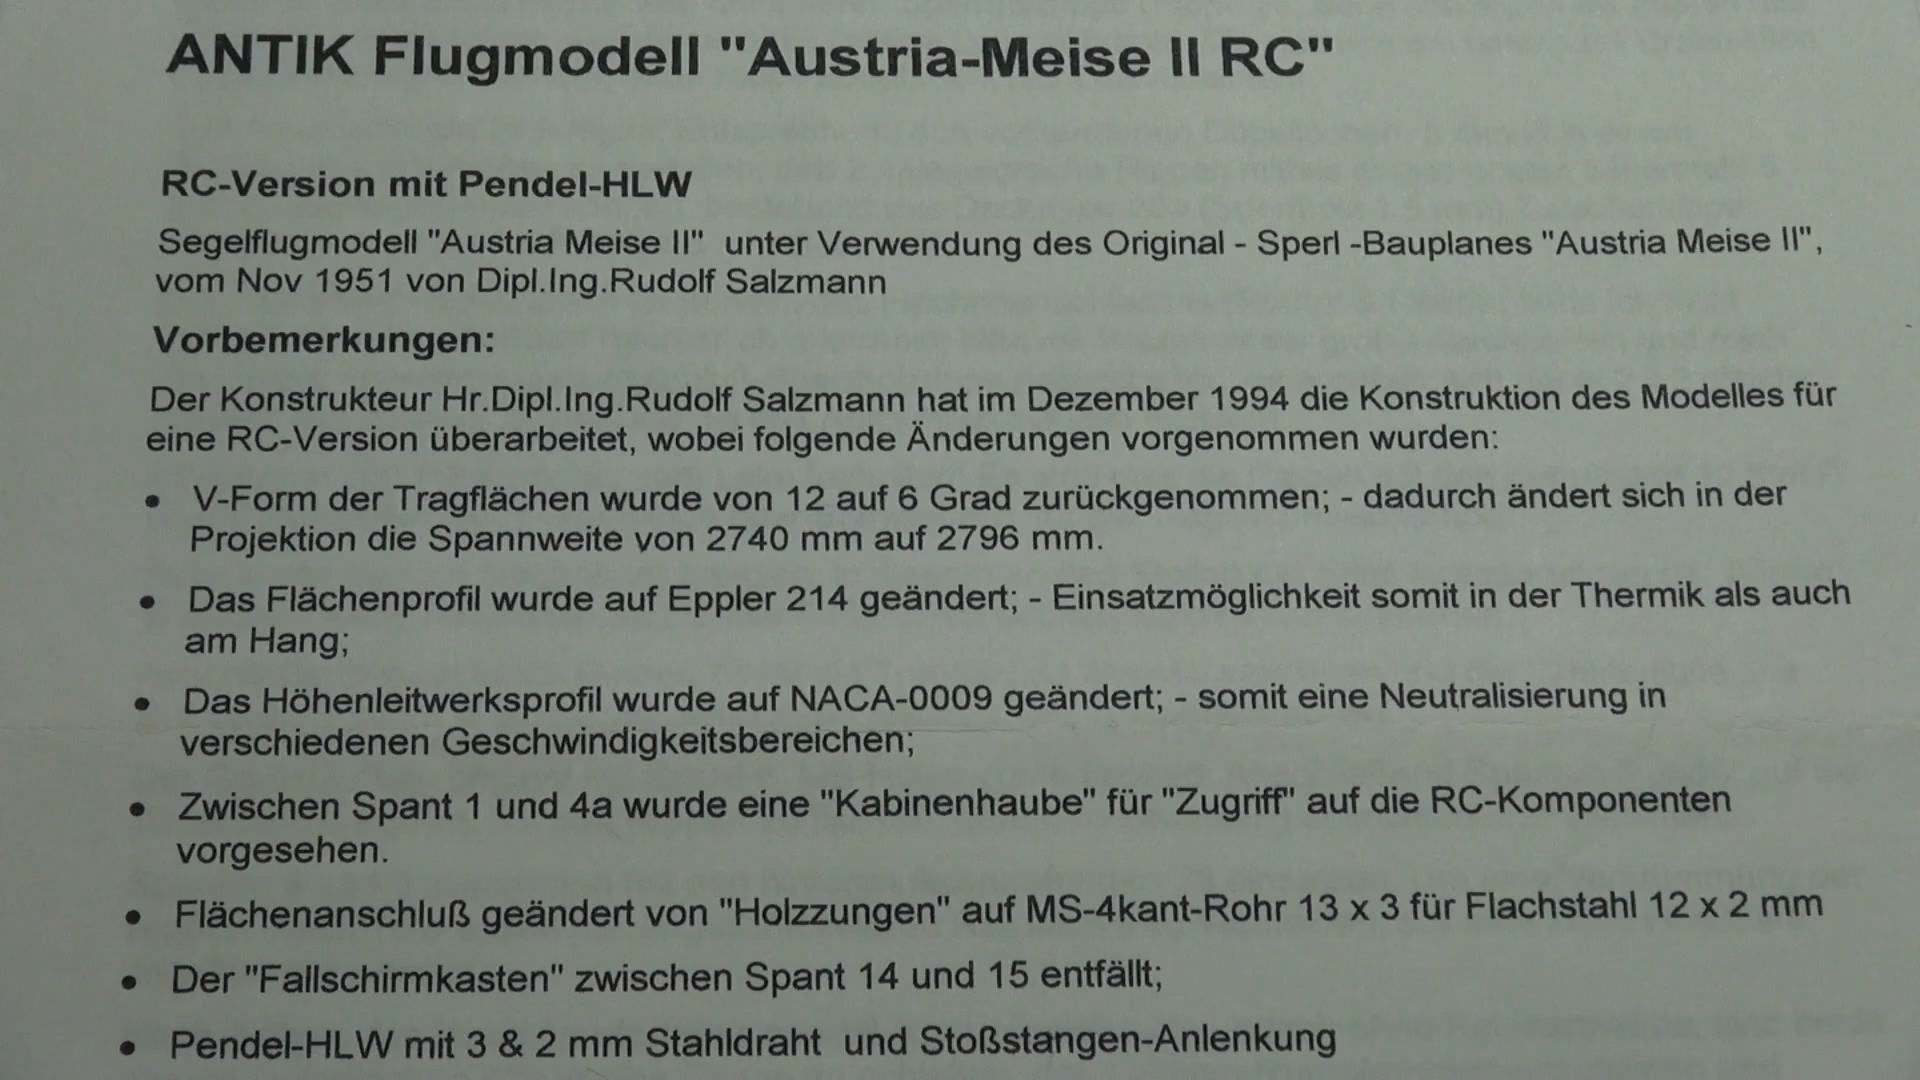 ANTIK Flugmodell "Austria-Meise II RC"
RC-Version mit Pendel-HLW
Segelflugmodell "Austria Meise II" unter Verwendung des Original - Sperl -Bauplanes "Austria Meise II",
vom Nov 1951 von Dipl.Ing.Rudolf Salzmann
Vorbemerkungen:
Der Konstrukteur Hr.Dipl.Ing.Rudolf Salzmann hat im Dezember 1994 die Konstruktion des Modelles für
eine RC-Version überarbeitet, wobei folgende Änderungen vorgenommen wurden:
• V-Form der Tragflächen wurde von 12 auf 6 Grad zurückgenommen; - dadurch ändert sich in der
Projektion die Spannweite von 2740 mm auf 2796 mm.
• Das Flächenprofil wurde auf Eppler 214 geändert; - Einsatzmöglichkeit somit in der Thermik als auch
am Hang;
• Das Höhenleitwerksprofil wurde auf NACA-0009 geändert; - somit eine Neutralisierung in
verschiedenen Geschwindigkeitsbereichen;
• Zwischen Spant 1 und 4a wurde eine "Kabinenhaube" für "Zugriff" auf die RC-Komponenten
vorgesehen.
• Flächenanschluß geändert von "Holzzungen" auf MS-4kant-Rohr 13 x 3 für Flachstahl 12 x 2 mm
• Der "Fallschirmkasten" zwischen Spant 14 und 15 entfällt;
• Pendel-HLW mit 3 & 2 mm Stahldraht und Stoßstangen-Anlenkung